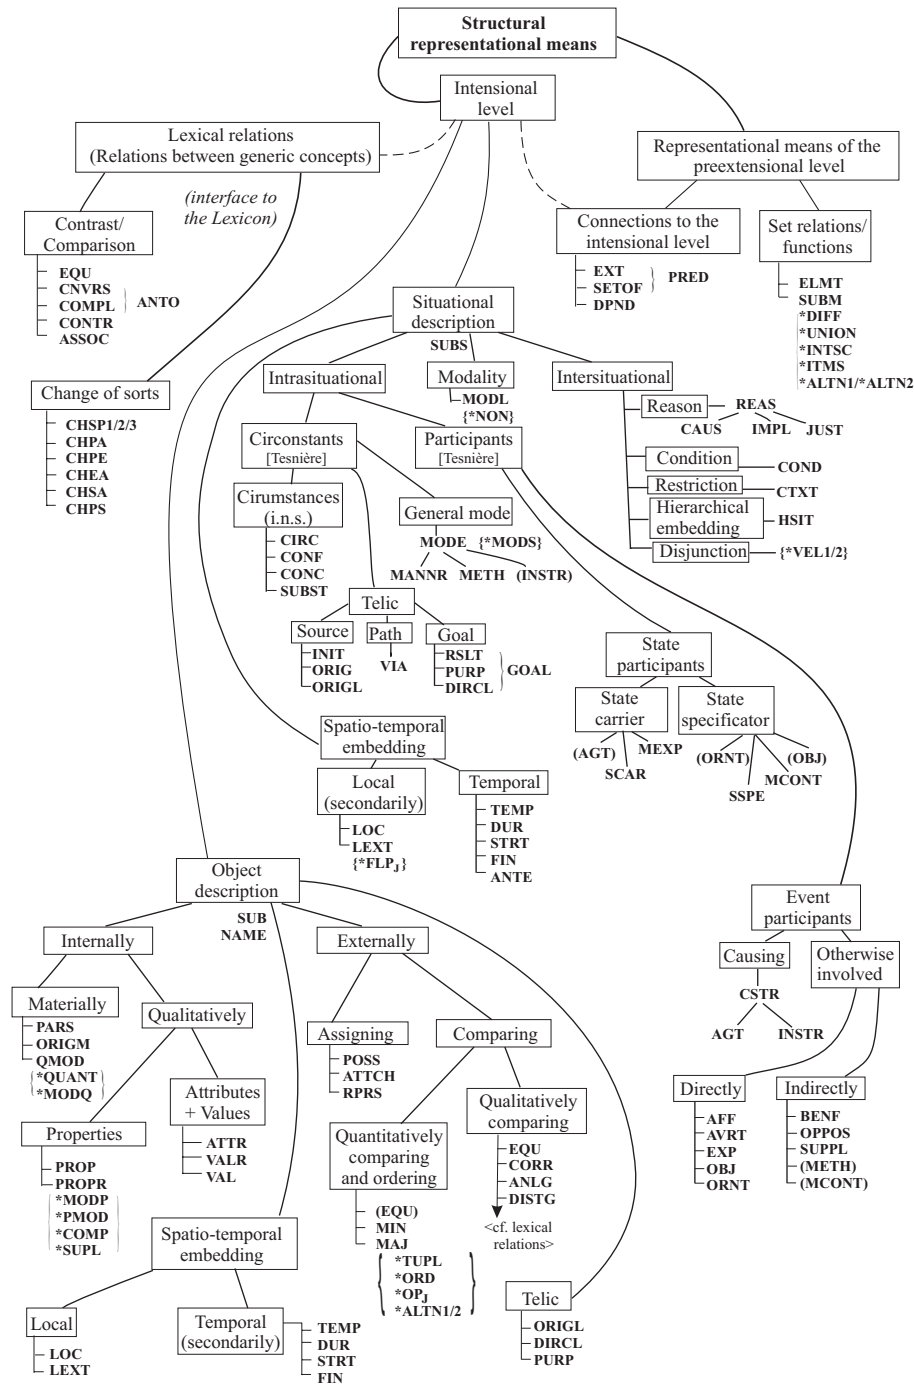 Structural
representational means
Intensional
level
Lexical relations
(Relations between generic concepts)
Representational means of the
preextensional level
(interface to
the Lexicon)
Contrast/
Comparison
EQU
CNVRS
COMPL
CONTR
ASSOC
ANTO
Connections to the
intensional level
EXT
SETOF
DPND
PRED
Set relations/
functions
ELMT
SUBM
*DIFF
*UNION
*INTSC
*ITMS
*ALTN1/*ALTN2
Situational
description
SUBS
Change of sorts
CHSP1/2/3
CHPA
CHPE
CHEA
CHSA
CHPS
Intrasituational
Modality
MODL
{*NON}
Intersituational
Reason
REAS
CAUS
IMPL
JUST
Condition
COND
Restriction
CTXT
Hierarchical
embedding
HSIT
Disjunction
{*VEL1/2}
Circonstants
[Tesnière]
Participants
[Tesnière]
Cirumstances
(i.n.s.)
CIRC
CONF
CONC
SUBST
General mode
MODE
{*MODS}
MANNR
METH
(INSTR)
Telic
Source
INIT
ORIG
ORIGL
Path
VIA
Goal
RSLT
PURP
DIRCL
GOAL
State
participants
State
carrier
(AGT)
SCAR
MEXP
State
specificator
(ORNT)
SSPE
MCONT
(OBJ)
Spatio-temporal
embedding
Local
(secondarily)
LOC
LEXT
{*FLPJ}
Temporal
TEMP
DUR
STRT
FIN
ANTE
Object
description
SUB
NAME
Event
participants
Causing
CSTR
AGT
INSTR
Otherwise
involved
Directly
AFF
AVRT
EXP
OBJ
ORNT
Indirectly
BENF
OPPOS
SUPPL
(METH)
(MCONT)
Internally
Externally
Materially
PARS
ORIGM
QMOD
*QUANT
*MODQ
Qualitatively
Attributes
+ Values
ATTR
VALR
VAL
Properties
PROP
PROPR
*MODP
*PMOD
*COMP
*SUPL
Assigning
POSS
ATTCH
RPRS
Comparing
Quantitatively
comparing
and ordering
(EQU)
MIN
MAJ
*TUPL
*ORD
*OPJ
*ALTN1/2
Qualitatively
comparing
EQU
CORR
ANLG
DISTG
<cf. lexical
relations>
Spatio-temporal
embedding
Local
LOC
LEXT
Temporal
(secondarily)
TEMP
DUR
STRT
FIN
Telic
ORIGL
DIRCL
PURP